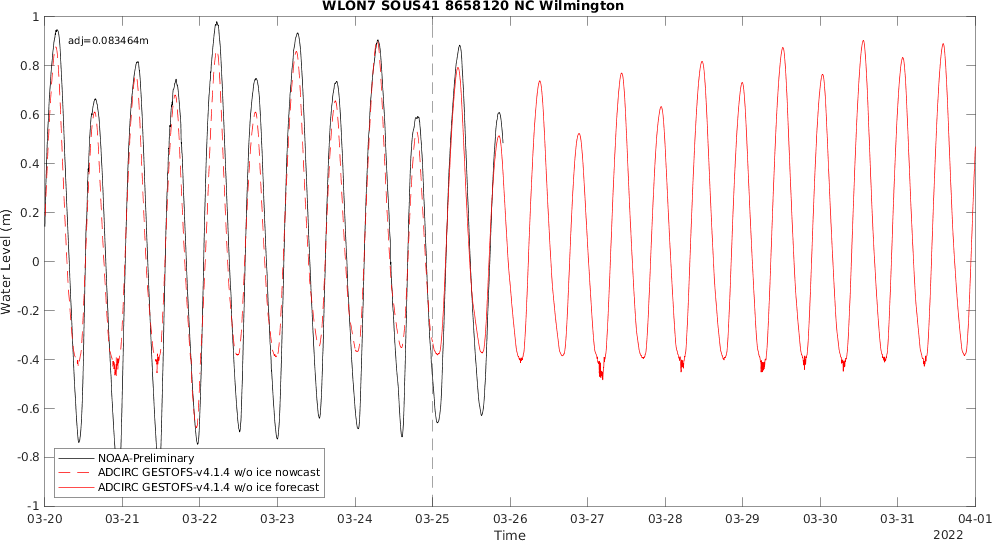 WLON7 SOUS41 8658120 NC Wilmington
adj=0.083464m
Water Level (m)
1
0.8
0.6
0.4
0.2
0
-0.2
-0.4
-0.6
-0.8
-1
NOAA-Preliminary
ADCIRC GESTOFS-v4.1.4 w/o ice nowcast
ADCIRC GESTOFS-v4.1.4 w/o ice forecast
03-20 03-21 03-22 03-23 03-24 03-25 03-26 03-27 03-28 03-29 03-30 03-31 04-01
Time
2022